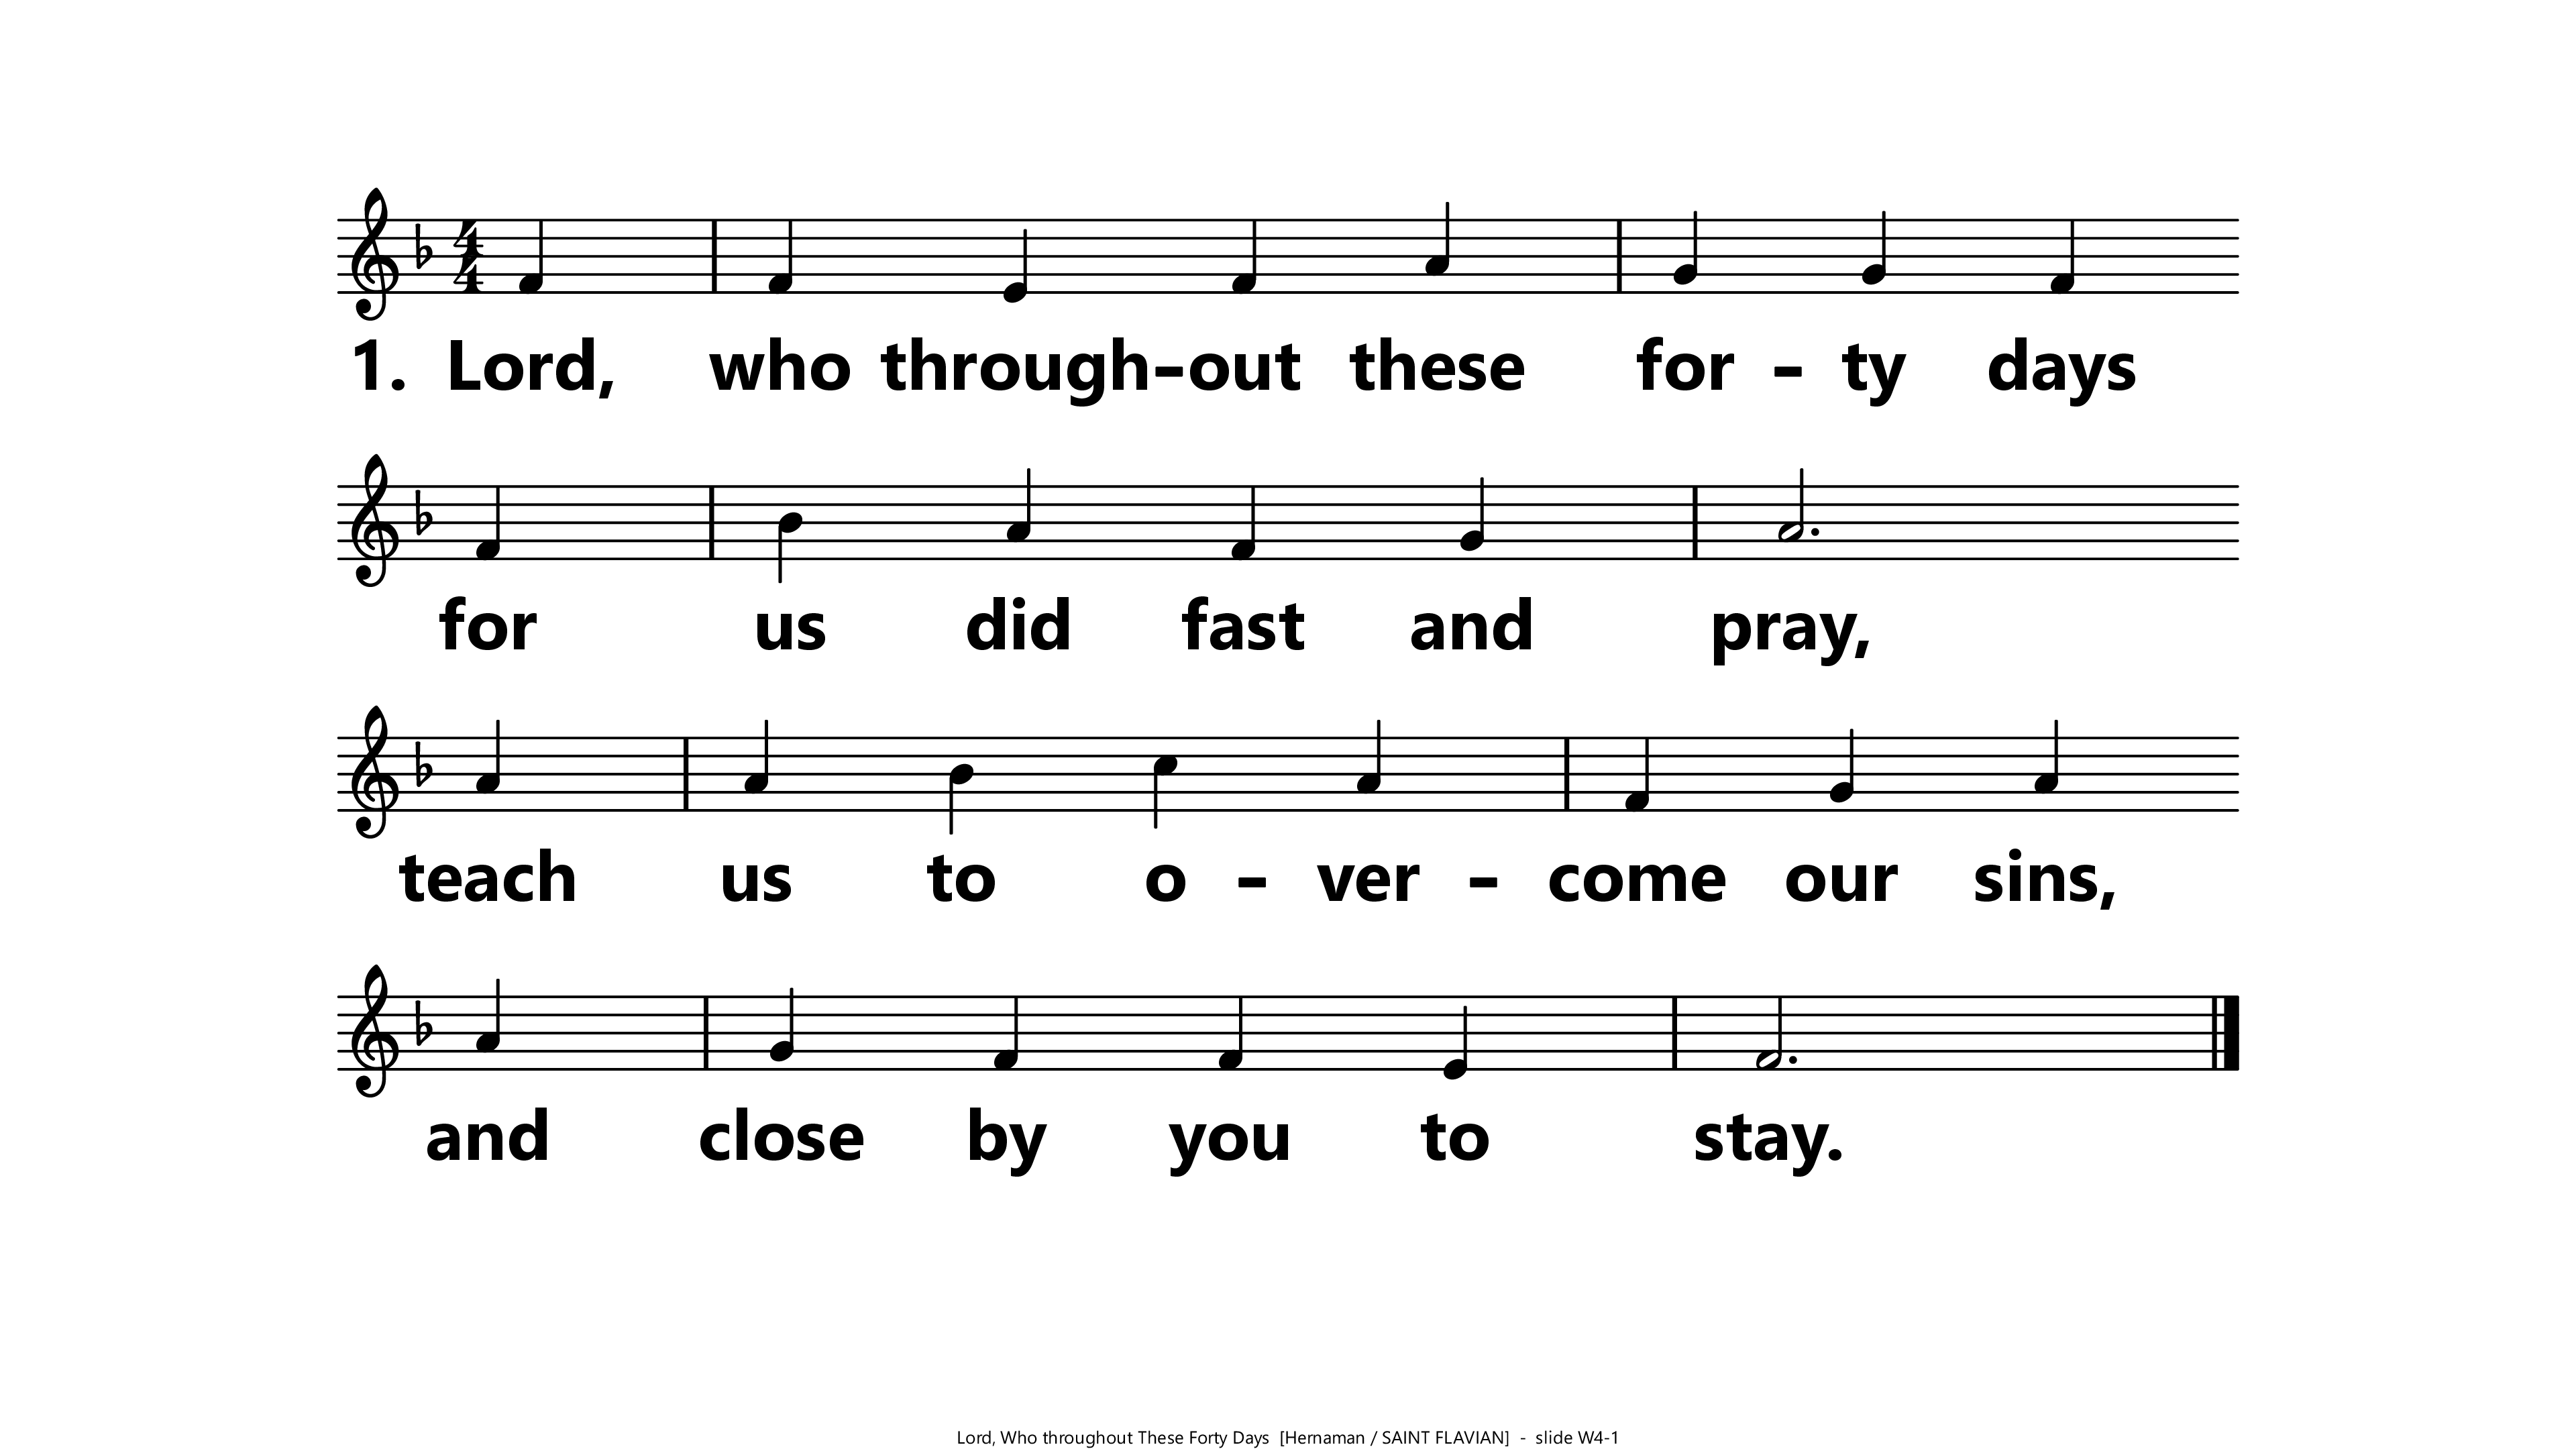 1. Lord, who through-out these for - ty days
for us did fast and pray,
teach us to o - ver - come our sins,
and close by you to stay.
Lord, Who throughout These Forty Days [Hernaman / SAINT FLAVIAN] - slide W4-1